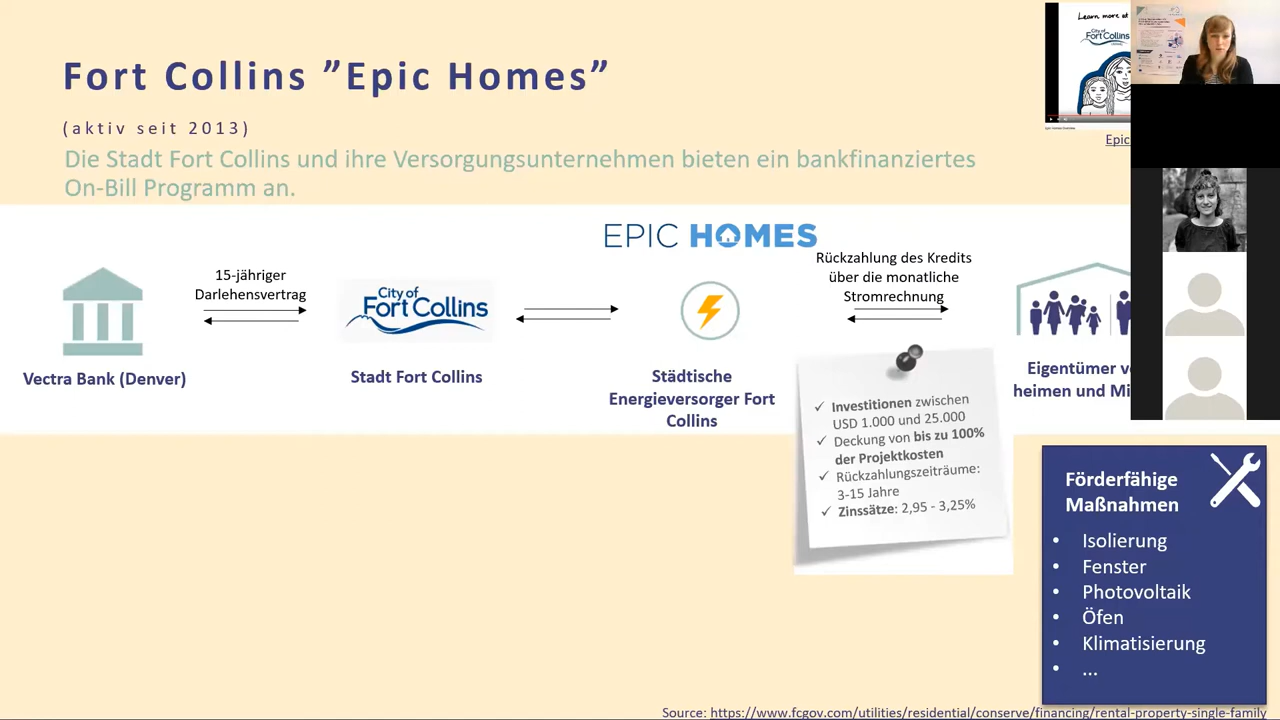 Fort Collins ”Epic Homes”
(aktiv seit 2013)
Die Stadt Fort Collins und ihre Versorgungsunternehmen bieten ein bankfinanziertes
On-Bill Programm an.
Learn more at
City of
Fort Collins
Epic
EPIC HOMES
15-jähriger
Darlehensvertrag
City of
Fort Collins
Rückzahlung des Kredits
über die monatliche
Stromrechnung
Vectra Bank (Denver)
Stadt Fort Collins
Städtische
Energieversorger Fort
Collins
Eigentümer
heimen und
✓ Investitionen zwischen
USD 1.000 und 25.000
✓ Deckung von bis zu 100%
der Projektkosten
✓ Rückzahlungszeiträume:
3-15 Jahre
✓ Zinssätze: 2,95 - 3,25%
Förderfähige
Maßnahmen
• Isolierung
• Fenster
• Photovoltaik
• Öfen
• Klimatisierung
• ...
Source: https://www.fcgov.com/utilities/residential/conserve/financing/rental-property-single-family